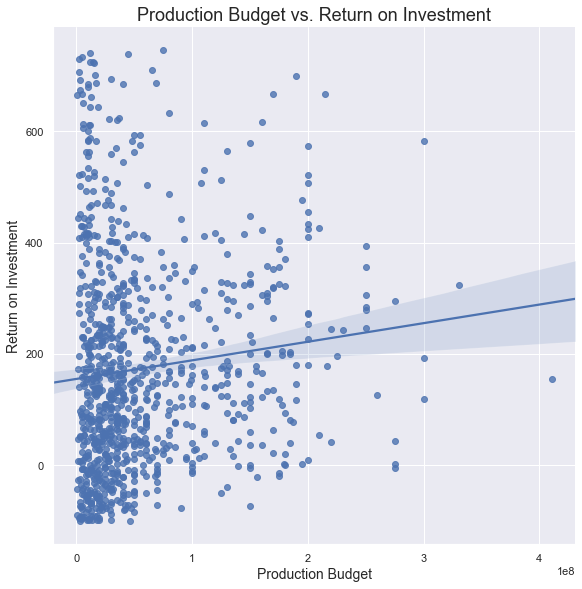 Production Budget vs. Return on Investment
Return on Investment
600
400
200
0
0 1 2 3 4
1e8
Production Budget